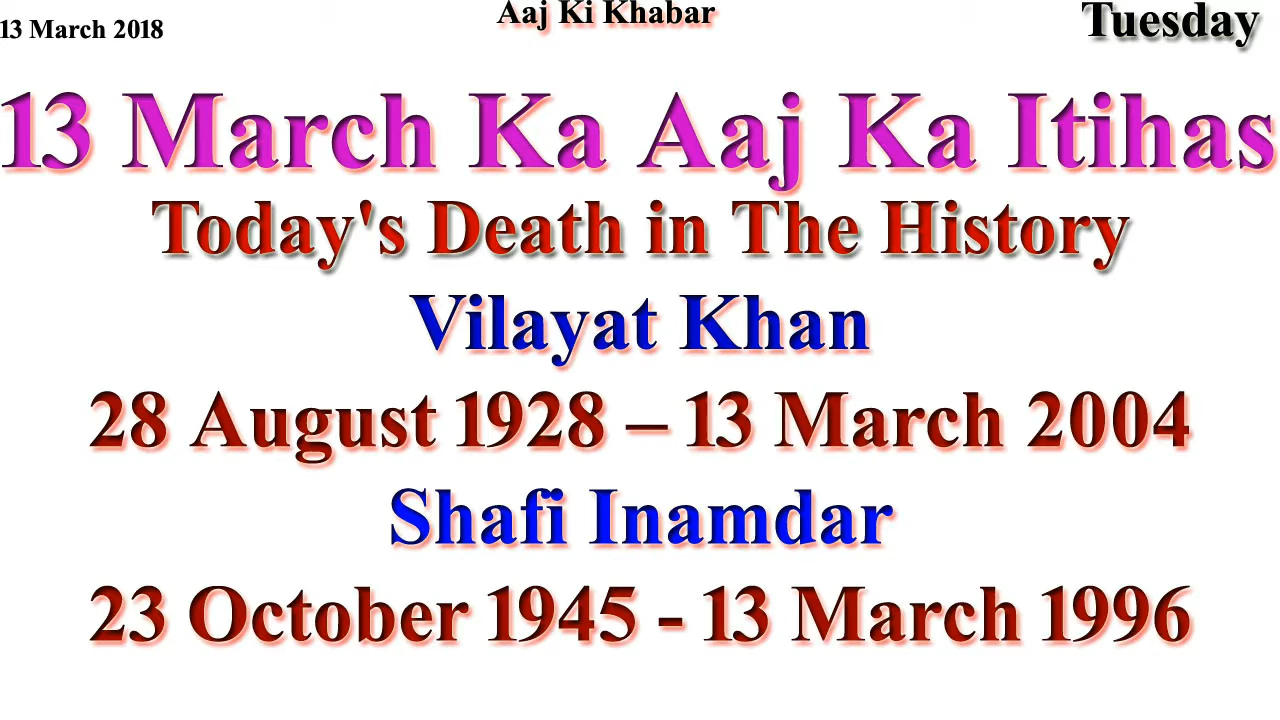 13 March 2018
Aaj Ki Khabar
Tuesday
13 March Ka Aaj Ka Itihas
Today's Death in The History
Vilayat Khan
28 August 1928 – 13 March 2004
Shafi Inamdar
23 October 1945 - 13 March 1996